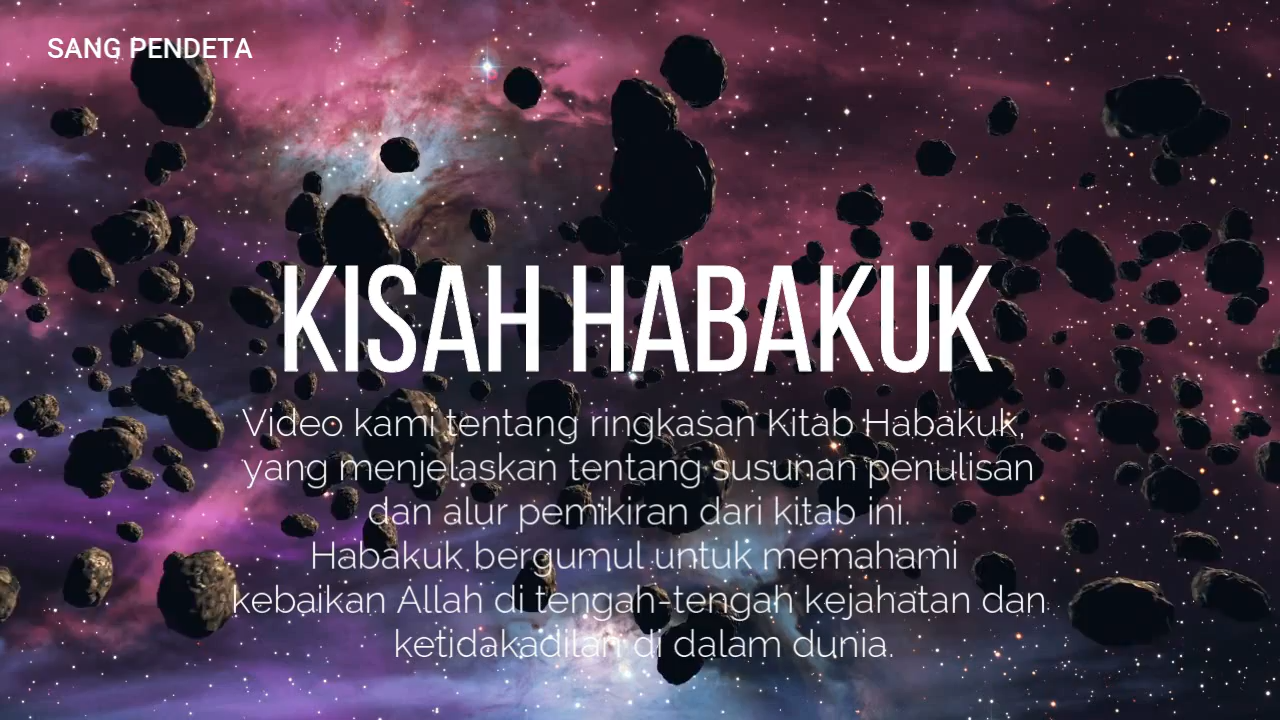 SANG PENDETA
KISAH HABAKUK
Video kami tentang ringkasan Kitab Habakuk,
yang menjelaskan tentang susunan penulisan
dan alur pemikiran dari kitab ini.
Habakuk bergumul untuk memahami
kebaikan Allah di tengah-tengah kejahatan dan
ketidakadilan di dalam dunia.